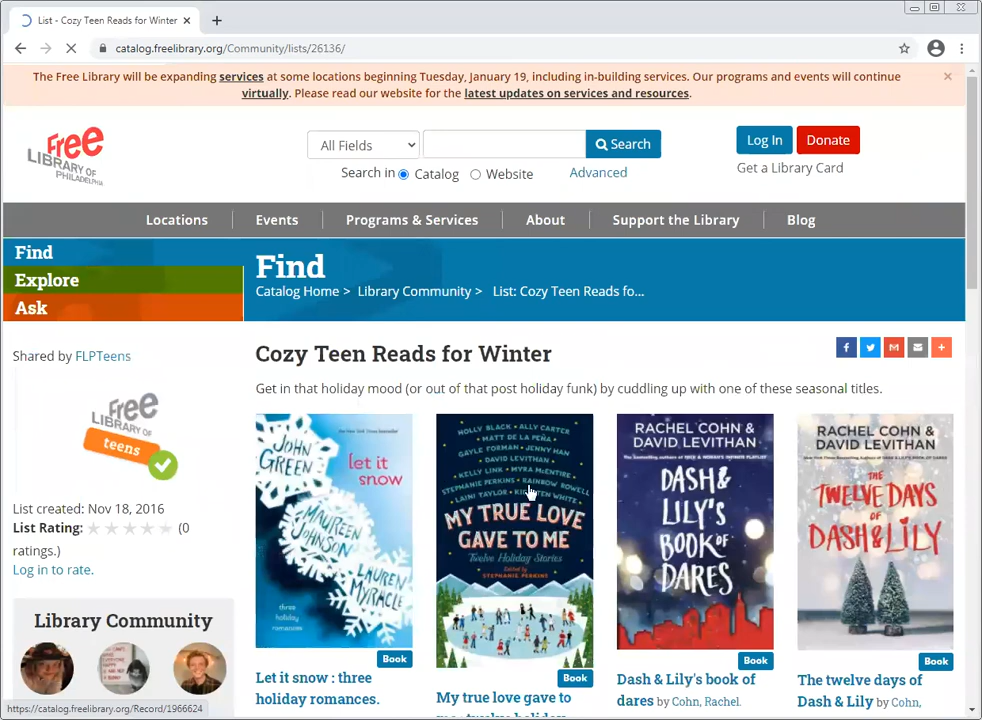 List - Cozy Teen Reads for Winter
catalog.freelibrary.org/Community/lists/26136/
The Free Library will be expanding services at some locations beginning Tuesday, January 19, including in-building services. Our programs and events will continue
virtually. Please read our website for the latest updates on services and resources.
Free
LIBRARY OF
PHILADELPHIA
All Fields
Search
Search in Catalog Website
Advanced
Log In
Donate
Get a Library Card
Locations
Events
Programs & Services
About
Support the Library
Blog
Find
Explore
Ask
Find
Catalog Home > Library Community > List: Cozy Teen Reads fo...
Shared by FLPTeens
Free
LIBRARY OF
teens
List created: Nov 18, 2016
List Rating: (0
ratings.)
Log in to rate.
Library Community
Cozy Teen Reads for Winter
Get in that holiday mood (or out of that post holiday funk) by cuddling up with one of these seasonal titles.
JOHN
GREEN
let it
snow
MAUREEN
JOHNSON
LAUREN
MYRACLE
three
holiday
romances
Book
Let it snow : three
holiday romances.
HOLLY BLACK • ALLY CARTER
MATT DE LA PEÑA
GAYLE FORMAN • JENNY HAN
DAVID LEVITHAN
KELLY LINK • MYRA McENTIRE
STEPHANIE PERKINS • RAINBOW ROWELL
LAINI TAYLOR • KIERSTEN WHITE
MY TRUE LOVE
GAVE TO ME
Twelve Holiday Stories
Edited by
STEPHANIE PERKINS
Book
My true love gave to
me : twelve holiday
RACHEL COHN &
DAVID LEVITHAN
DASH &
LILY'S
BOOK
OF
DARES
Book
Dash & Lily's book of
dares by Cohn, Rachel.
RACHEL COHN &
DAVID LEVITHAN
THE
TWELVE DAYS
OF
DASH & LILY
Book
The twelve days of
Dash & Lily by Cohn,
https://catalog.freelibrary.org/Record/1966624